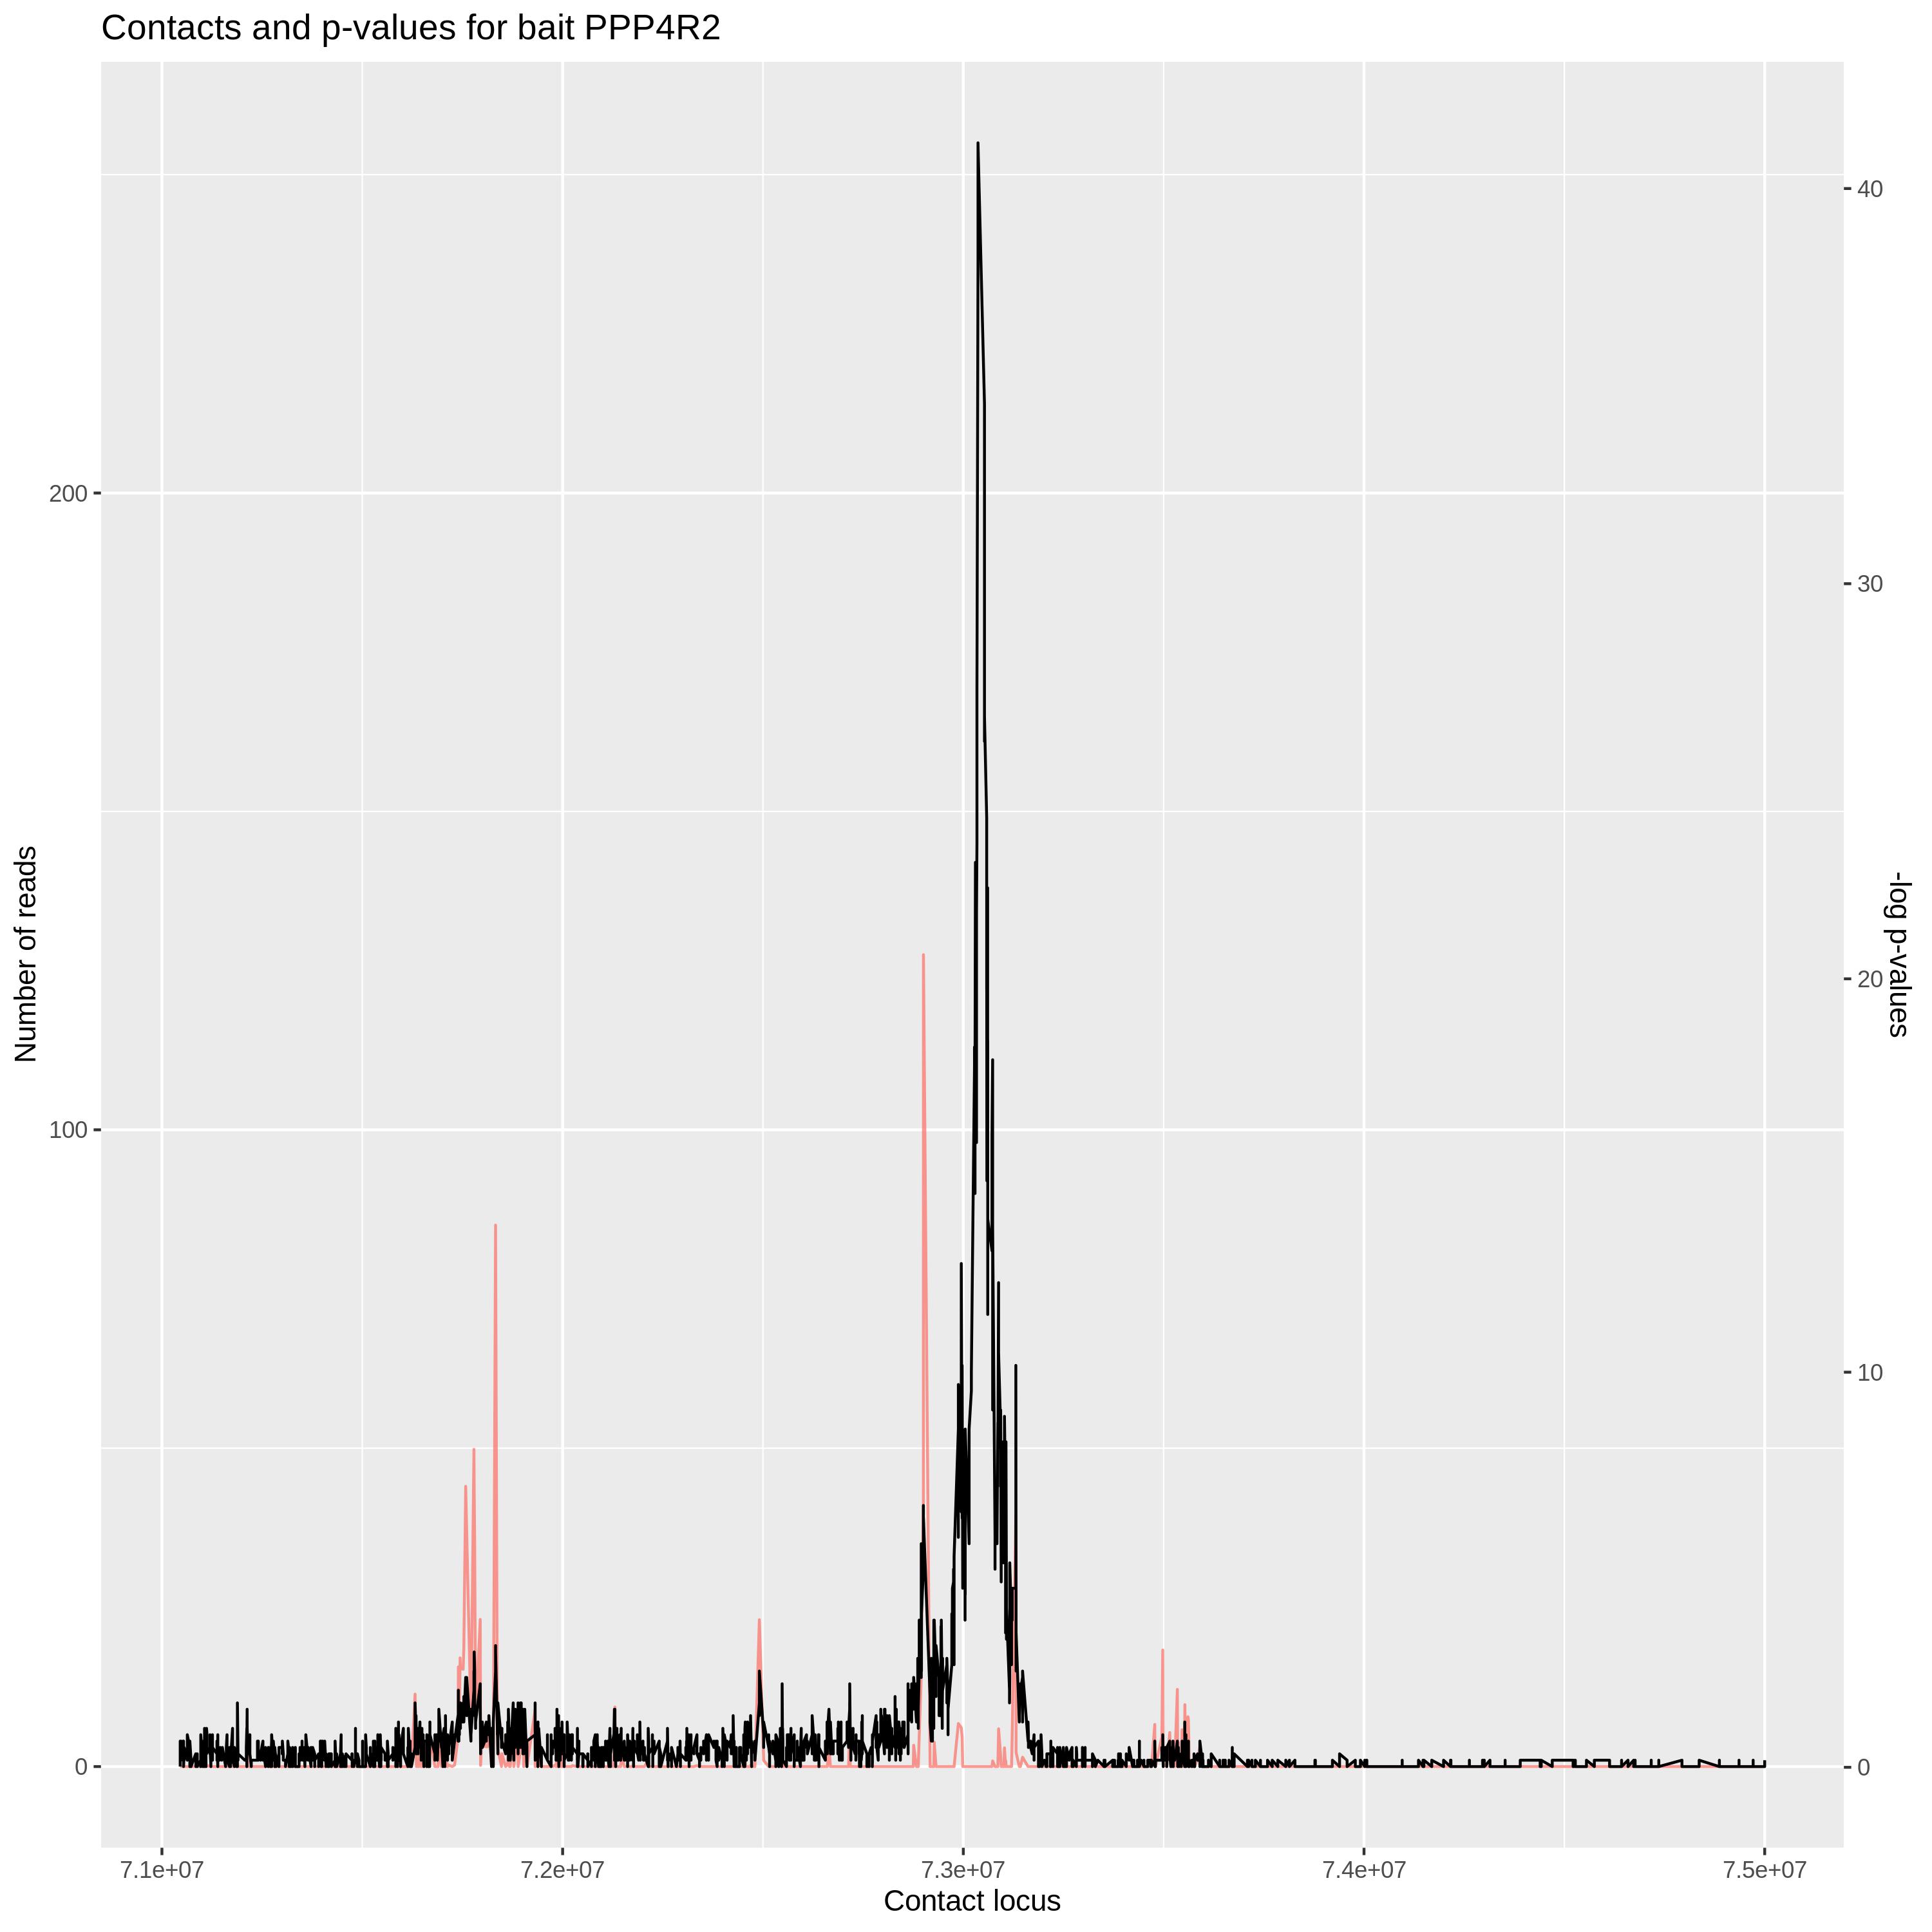 Contacts and p-values for bait PPP4R2
200
100
0
Number of reads
40
30
20
10
0
-log p-values
7.1e+07 7.2e+07 7.3e+07 7.4e+07 7.5e+07
Contact locus